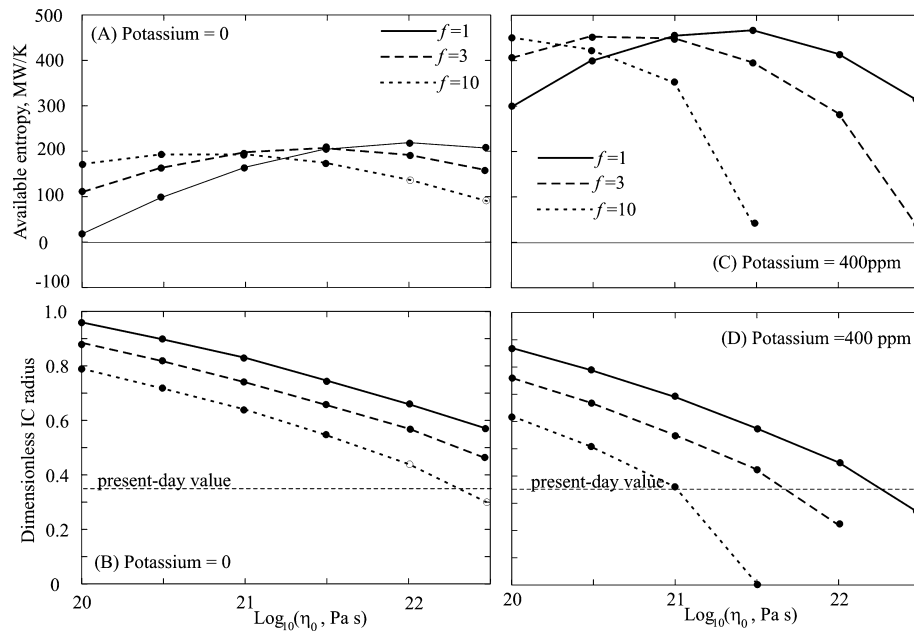 (A) Potassium = 0
f=1
f=3
f=10
Available entropy, MW/K
500
400
300
200
100
0
-100
f=1
f=3
f=10
(C) Potassium = 400ppm
Dimensionless IC radius
1.0
0.8
0.6
0.4
0.2
0
present-day value
(B) Potassium = 0
20
21
22
Log₁₀(η₀ , Pa s)
(D) Potassium =400 ppm
present-day value
20
21
22
Log₁₀(η₀ , Pa s)